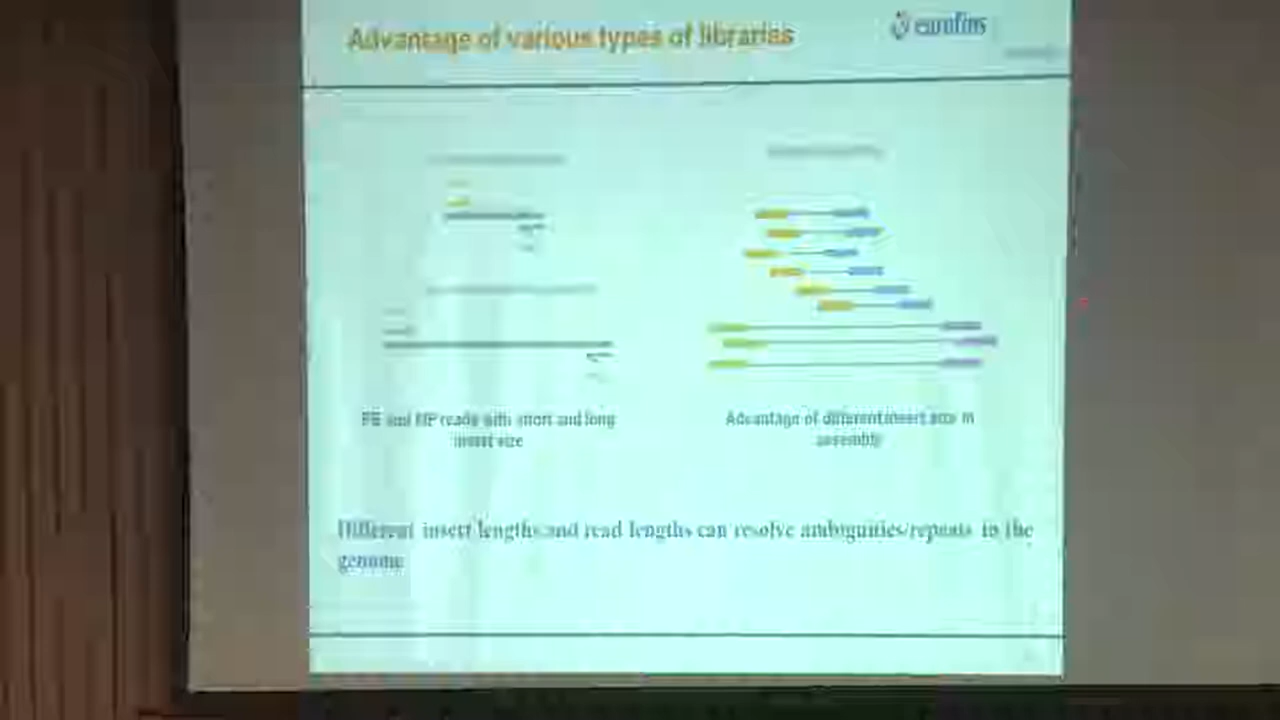 Advantage of various types of libraries
eurofins
PE and MP reads with short and long
insert size
Advantage of different insert size in
assembly
Different insert lengths and read lengths can resolve ambiguities/repeats in the
genome